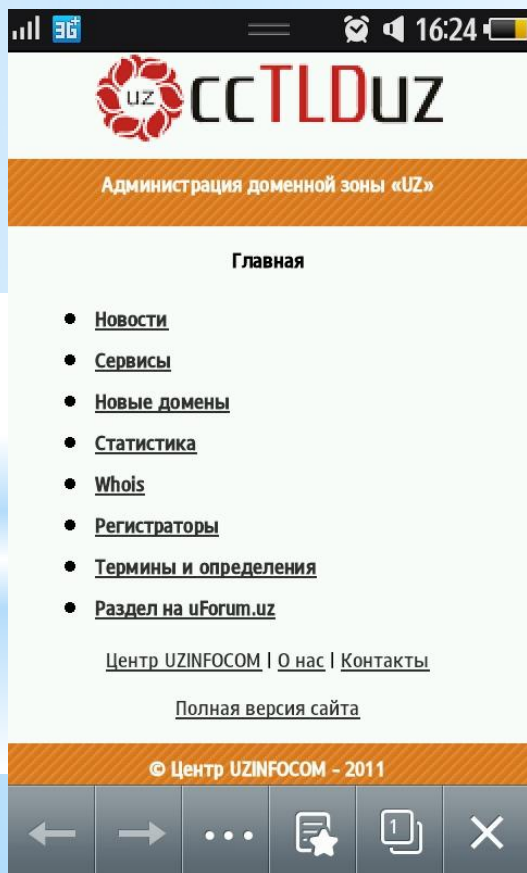 3G+
16:24
uz
ccTLDuz
Администрация доменной зоны «UZ»
Главная
Новости
Сервисы
Новые домены
Статистика
Whois
Регистраторы
Термины и определения
Раздел на uForum.uz
Центр UZINFOCOM | О нас | Контакты
Полная версия сайта
© Центр UZINFOCOM - 2011
1